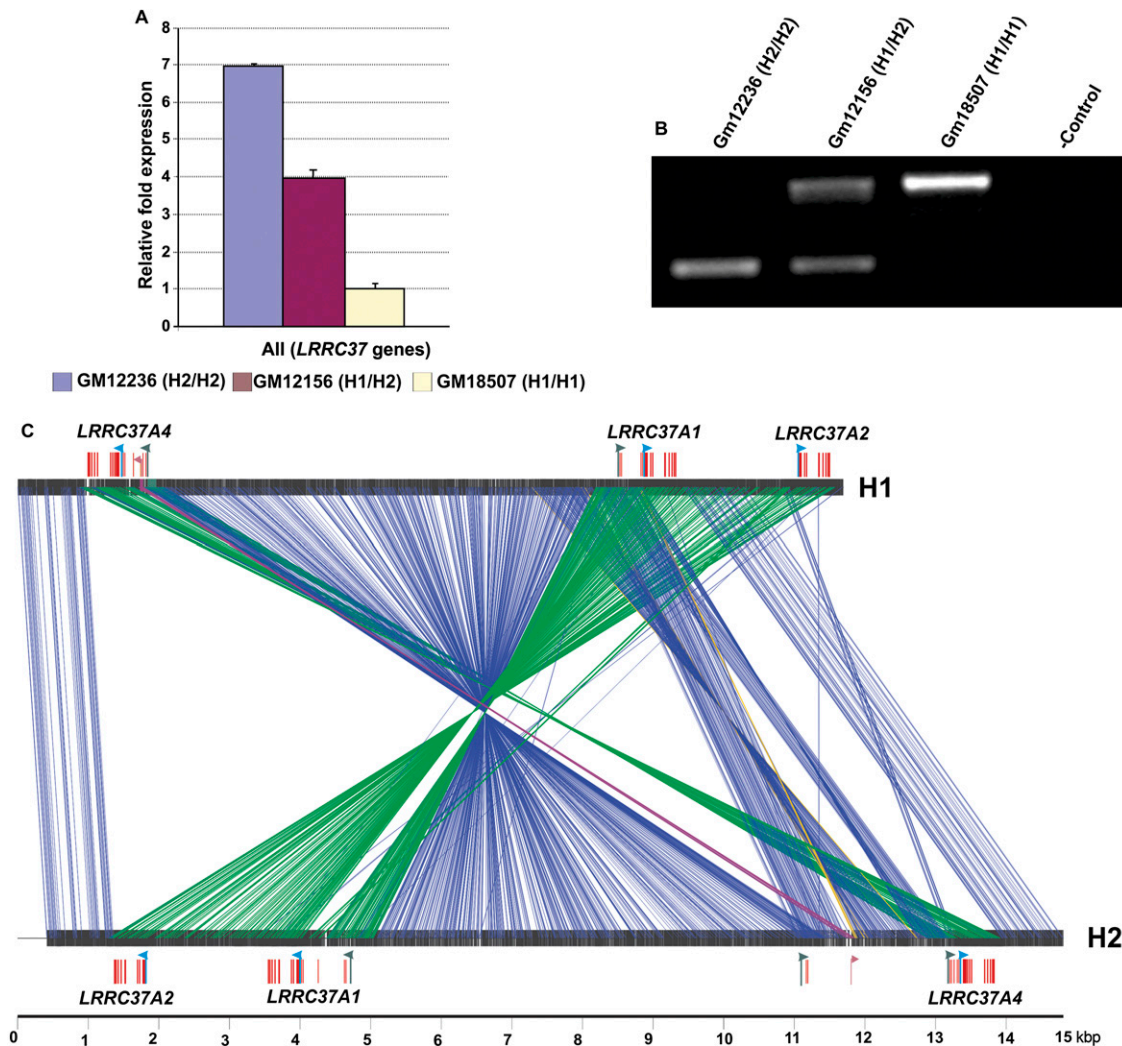 A
8
7
6
5
4
3
2
1
0
Relative fold expression
All (LRRC37 genes)
GM12236 (H2/H2) GM12156 (H1/H2) GM18507 (H1/H1)
B
Gm12236 (H2/H2)
Gm12156 (H1/H2)
Gm18507 (H1/H1)
-Control
C
LRRC37A4 LRRC37A1 LRRC37A2
H1
H2
LRRC37A2 LRRC37A1 LRRC37A4
0 1 2 3 4 5 6 7 8 9 10 11 12 13 14 15 kbp